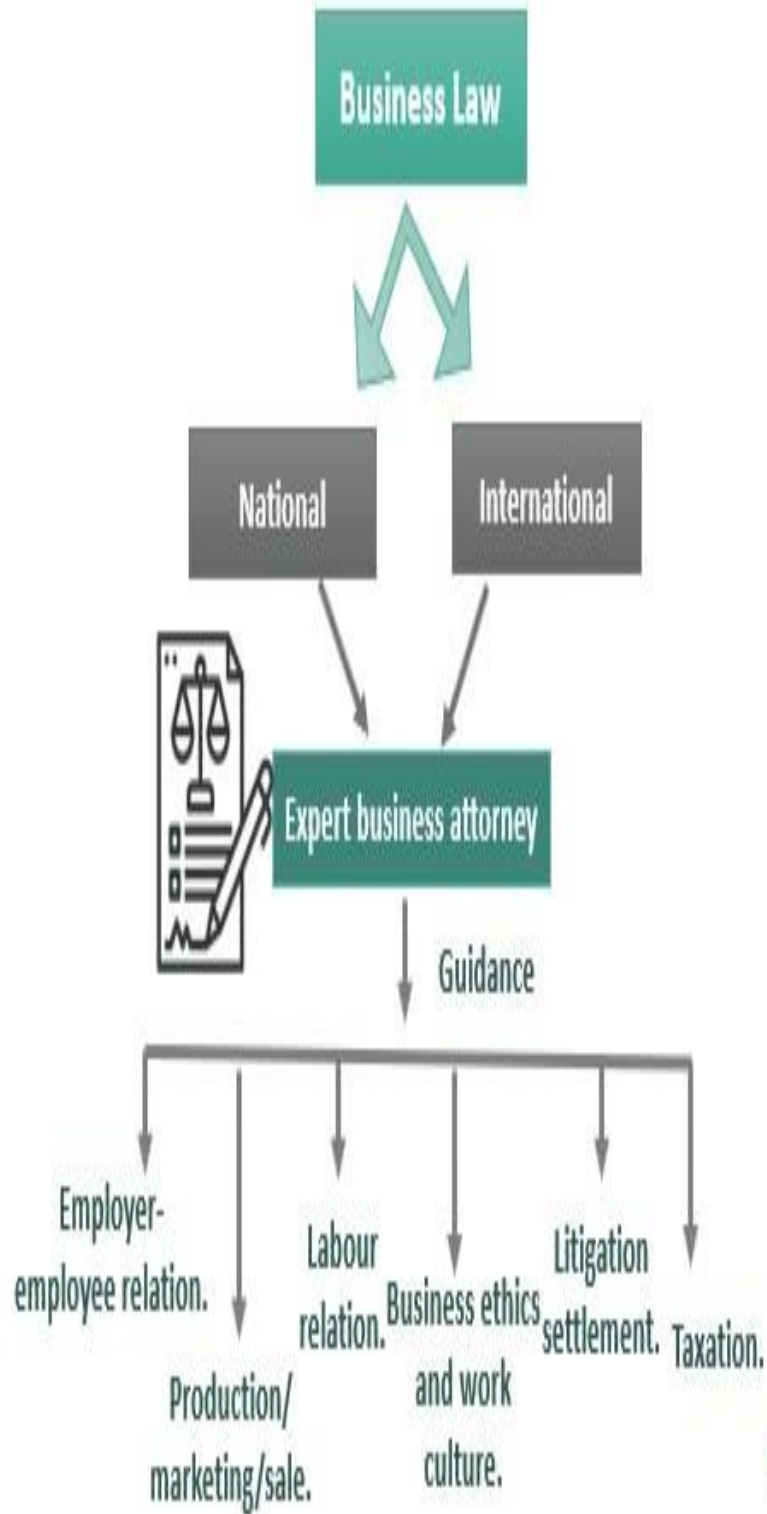 Business Law
National
International
Expert business attorney
Guidance
Employer-
employee relation.
Production/
marketing/sale.
Labour
relation.
Business ethics
and work
culture.
Litigation
settlement.
Taxation.